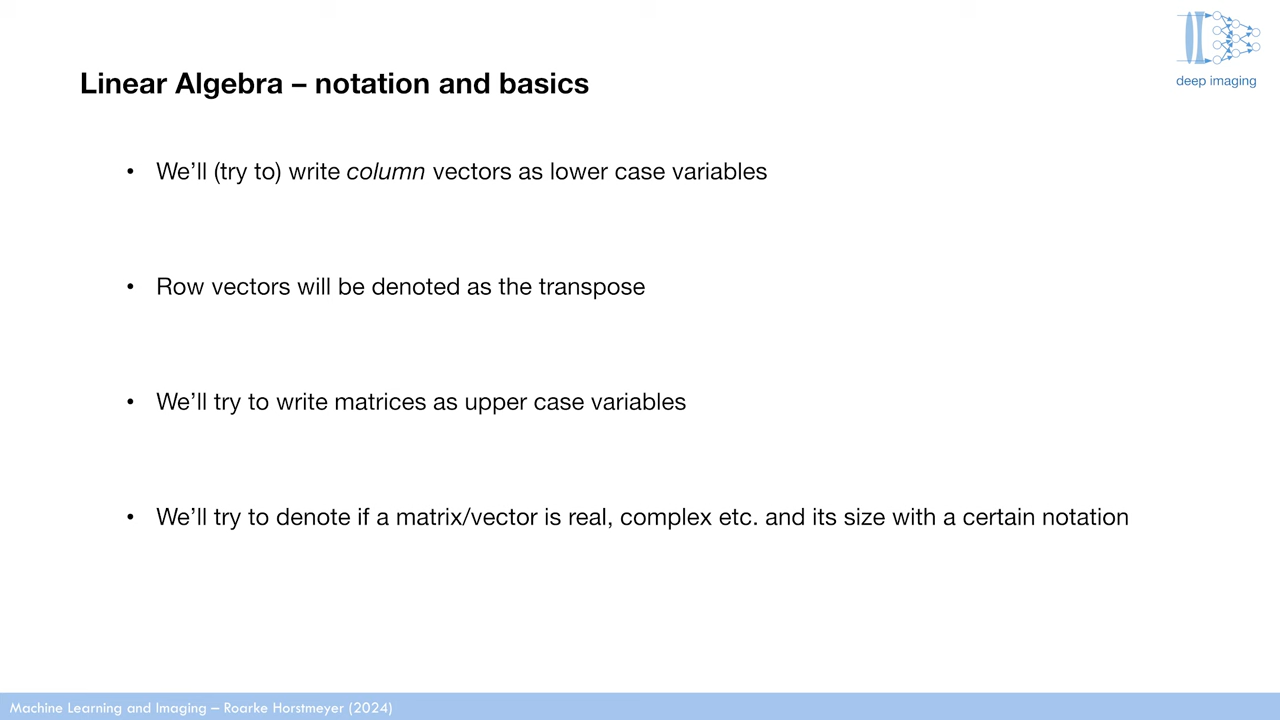 deep imaging
Linear Algebra – notation and basics
• We’ll (try to) write column vectors as lower case variables
• Row vectors will be denoted as the transpose
• We’ll try to write matrices as upper case variables
• We’ll try to denote if a matrix/vector is real, complex etc. and its size with a certain notation
Machine Learning and Imaging – Roarke Horstmeyer (2024)